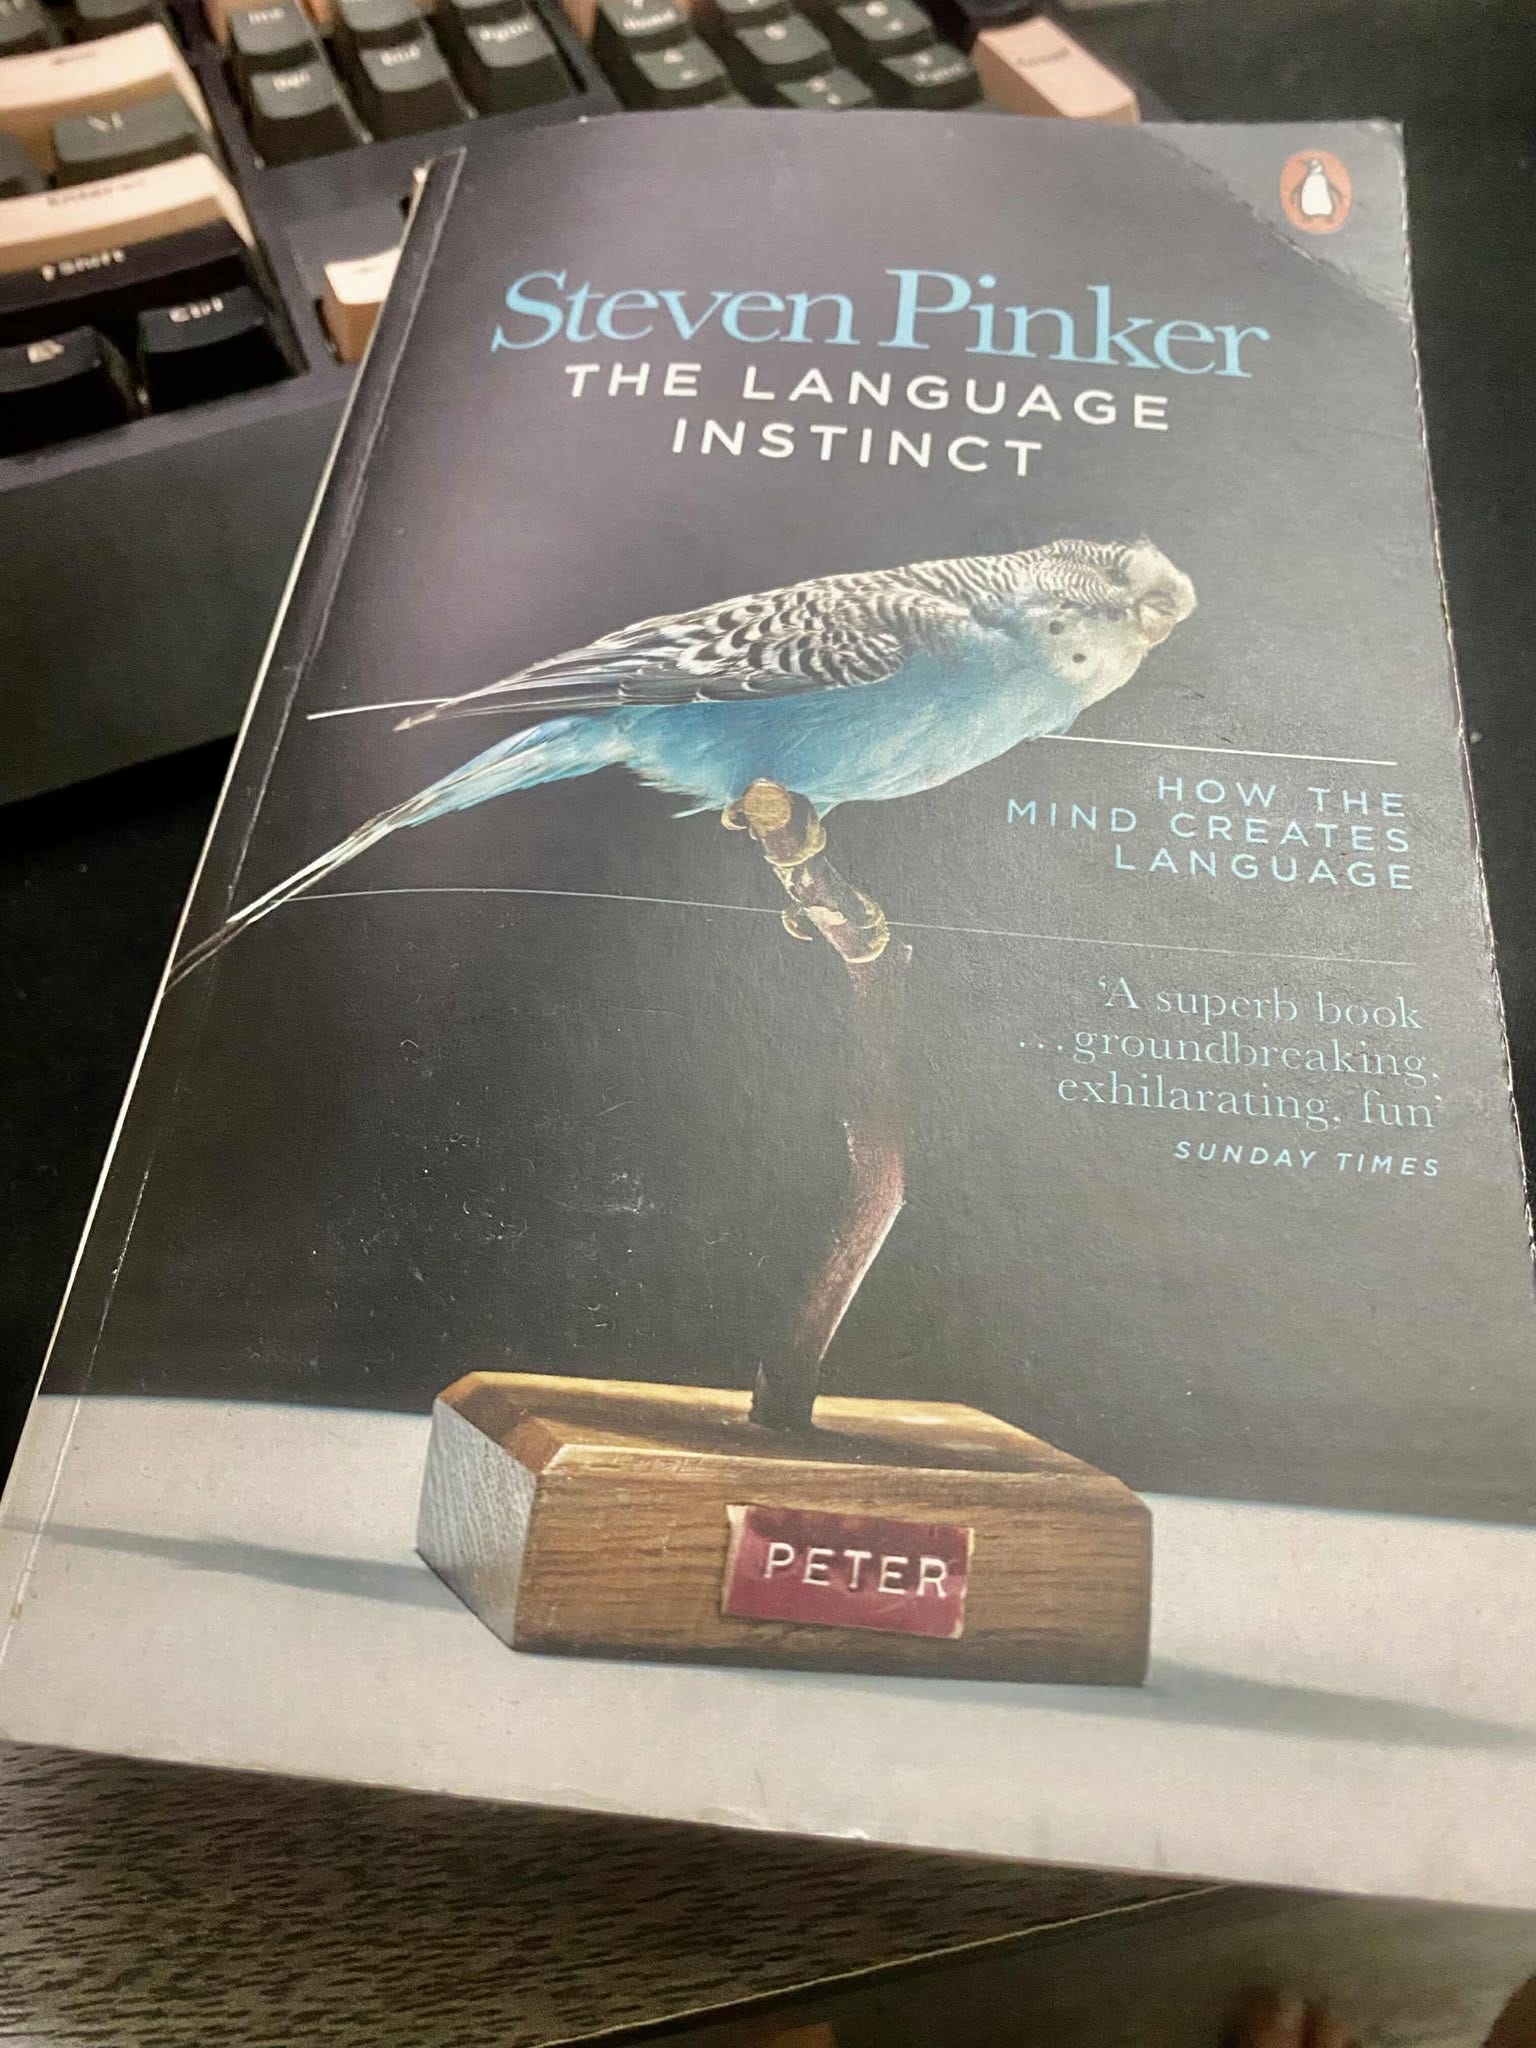 Steven Pinker
THE LANGUAGE
INSTINCT
HOW THE
MIND CREATES
LANGUAGE
‘A superb book
...groundbreaking,
exhilarating, fun’
SUNDAY TIMES
PETER